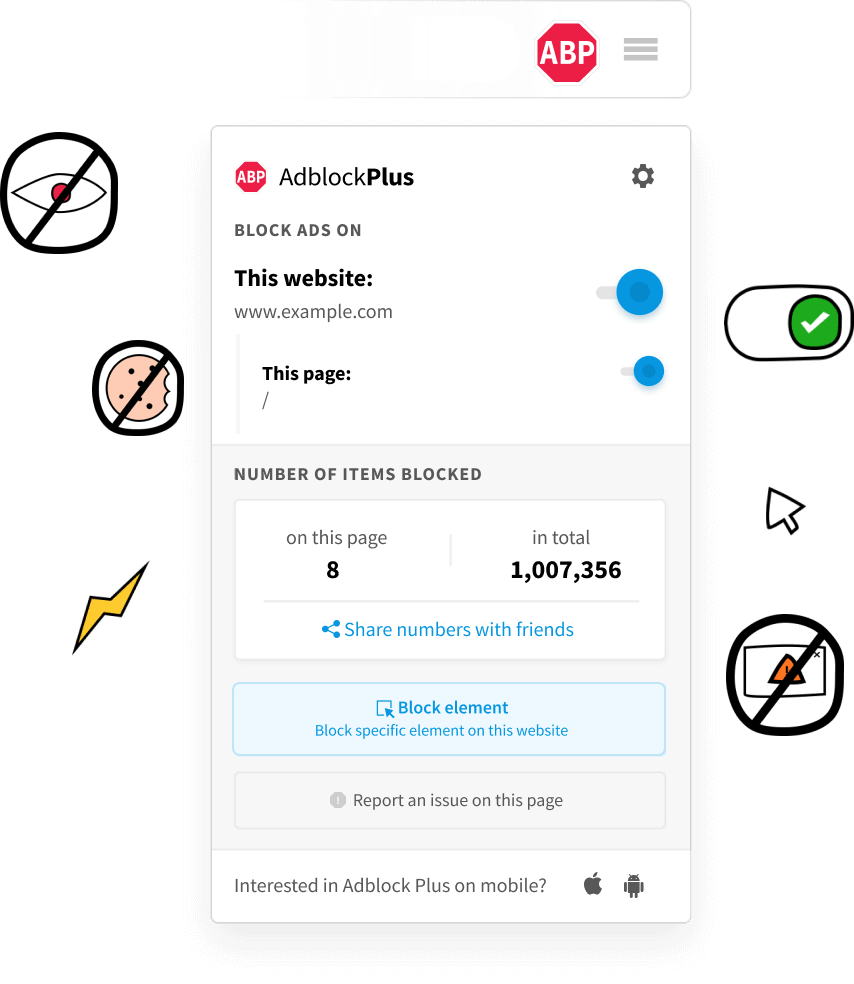 ABP
ABP AdblockPlus
BLOCK ADS ON
This website:
www.example.com
This page:
/
NUMBER OF ITEMS BLOCKED
on this page
in total
8
1,007,356
Share numbers with friends
Block element
Block specific element on this website
Report an issue on this page
Interested in Adblock Plus on mobile?